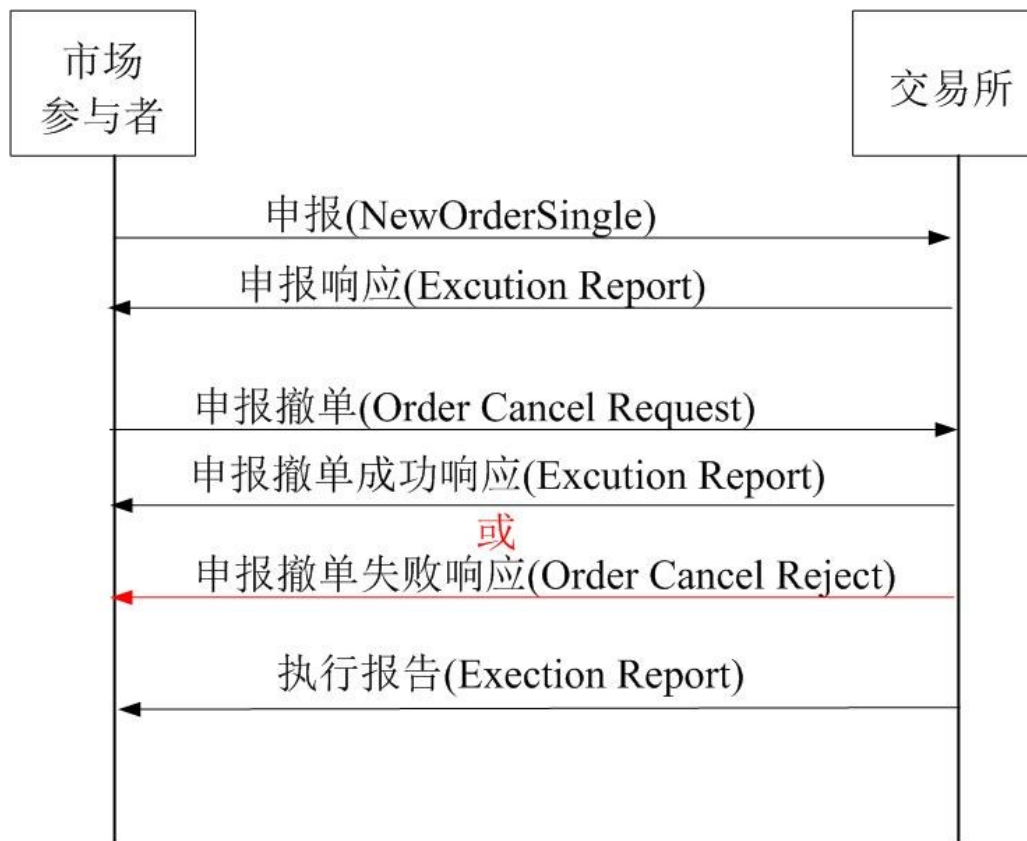 市场
参与者
交易所
申报(NewOrderSingle)
申报响应(Excution Report)
申报撤单(Order Cancel Request)
申报撤单成功响应(Excution Report)
或
申报撤单失败响应(Order Cancel Reject)
执行报告(Exection Report)